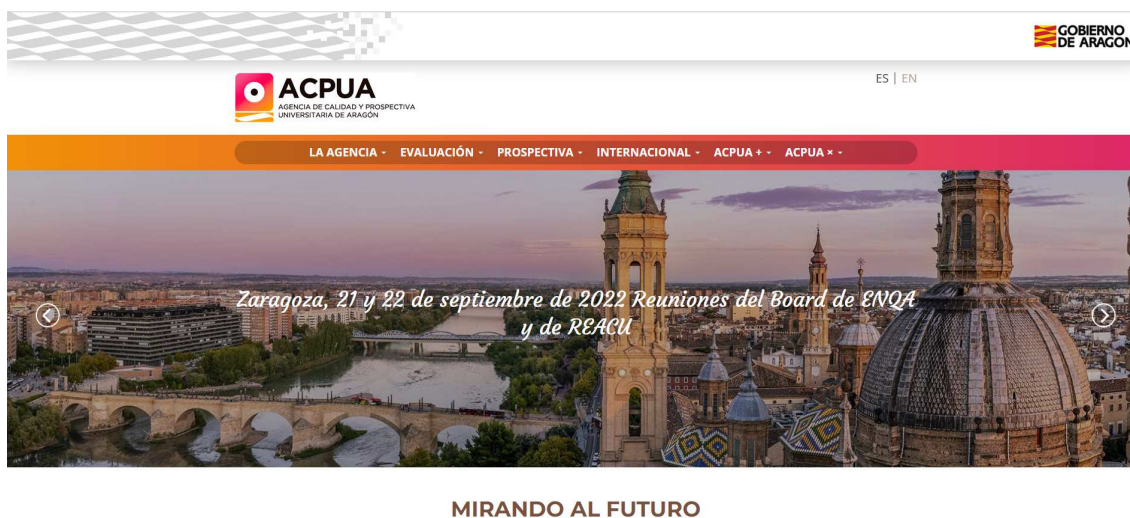 GOBIERNO
DE ARAGON
ES | EN
ACPUA
AGENCIA DE CALIDAD Y PROSPECTIVA
UNIVERSITARIA DE ARAGÓN
LA AGENCIA EVALUACIÓN PROSPECTIVA INTERNACIONAL ACPUA + ACPUA ×
Zaragoza, 21 y 22 de septiembre de 2022 Reuniones del Board de ENQA
y de REACU
MIRANDO AL FUTURO